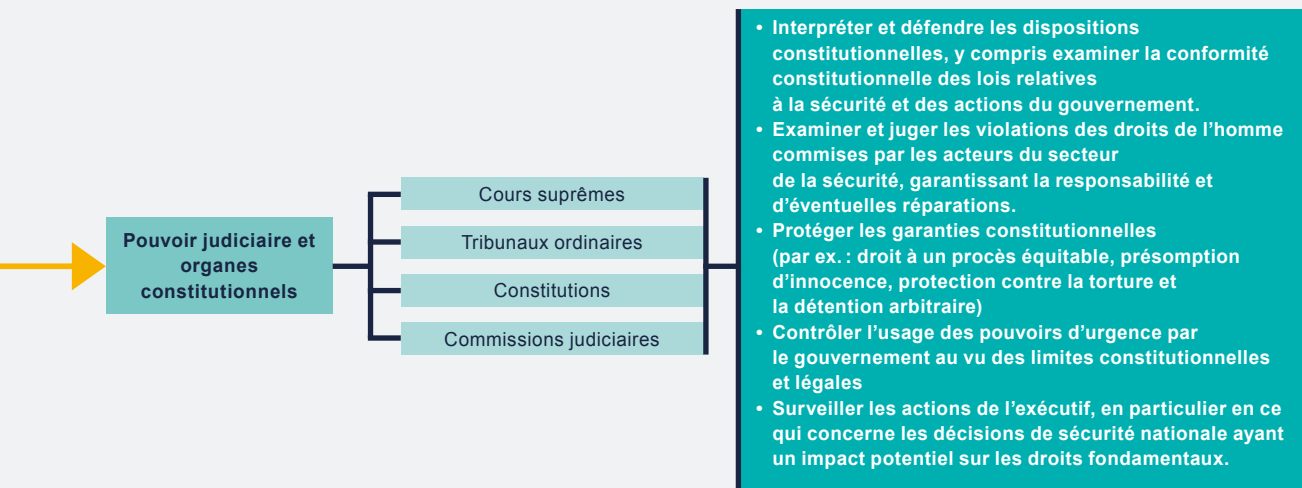 Pouvoir judiciaire et
organes
constitutionnels
Cours suprêmes
Tribunaux ordinaires
Constitutions
Commissions judiciaires
• Interpréter et défendre les dispositions
constitutionnelles, y compris examiner la conformité
constitutionnelle des lois relatives
à la sécurité et des actions du gouvernement.
• Examiner et juger les violations des droits de l’homme
commises par les acteurs du secteur
de la sécurité, garantissant la responsabilité et
d’éventuelles réparations.
• Protéger les garanties constitutionnelles
(par ex. : droit à un procès équitable, présomption
d’innocence, protection contre la torture et
la détention arbitraire)
• Contrôler l’usage des pouvoirs d’urgence par
le gouvernement au vu des limites constitutionnelles
et légales
• Surveiller les actions de l’exécutif, en particulier en ce
qui concerne les décisions de sécurité nationale ayant
un impact potentiel sur les droits fondamentaux.